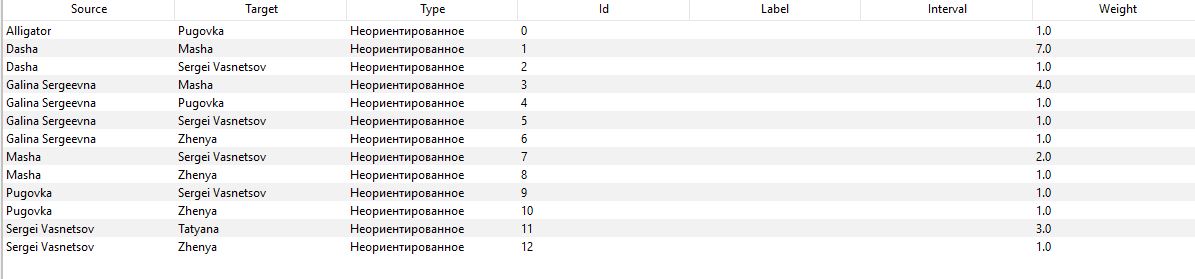 Source Target Type Id Label Interval Weight
Alligator Pugovka Неориентированное 0 1.0
Dasha Masha Неориентированное 1 7.0
Dasha Sergei Vasnetsov Неориентированное 2 1.0
Galina Sergeevna Masha Неориентированное 3 4.0
Galina Sergeevna Pugovka Неориентированное 4 1.0
Galina Sergeevna Sergei Vasnetsov Неориентированное 5 1.0
Galina Sergeevna Zhenya Неориентированное 6 1.0
Masha Sergei Vasnetsov Неориентированное 7 2.0
Masha Zhenya Неориентированное 8 1.0
Pugovka Sergei Vasnetsov Неориентированное 9 1.0
Pugovka Zhenya Неориентированное 10 1.0
Sergei Vasnetsov Tatyana Неориентированное 11 3.0
Sergei Vasnetsov Zhenya Неориентированное 12 1.0